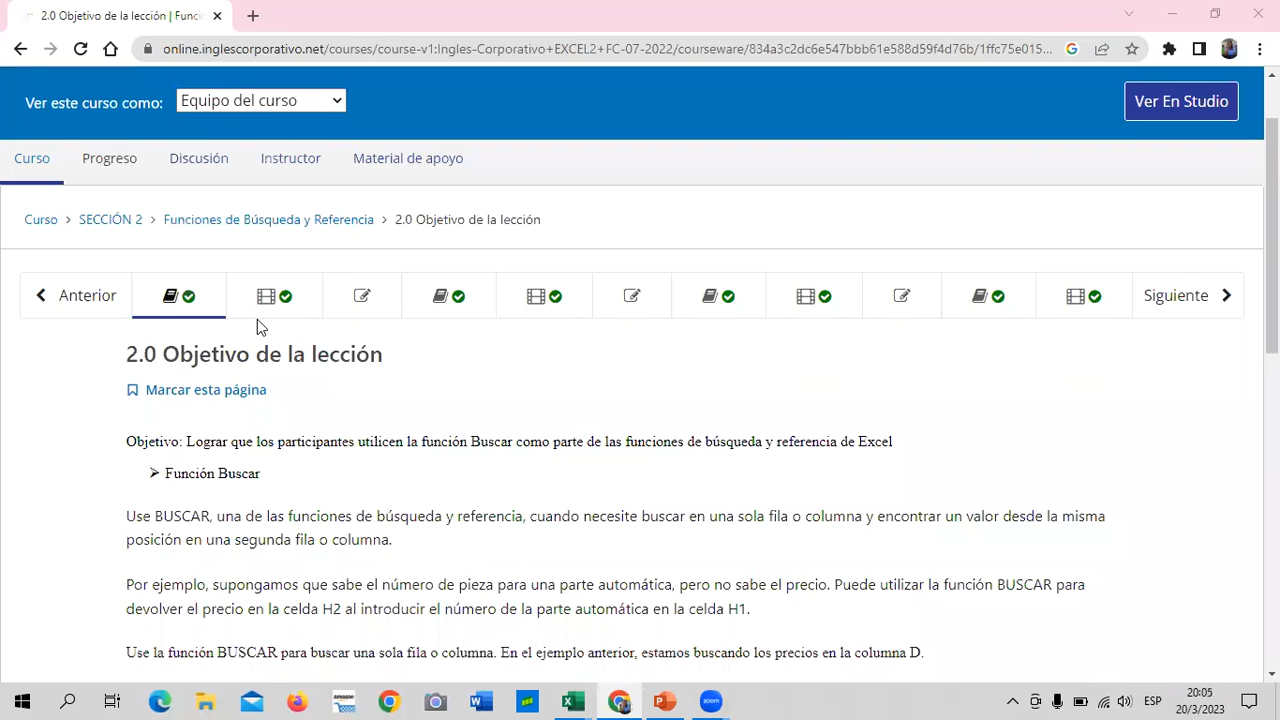 2.0 Objetivo de la lección | Funci
online.inglescorporativo.net/courses/course-v1:Ingles-Corporativo+EXCEL2+FC-07-2022/courseware/834a3c2dc6e547bbb61e588d59f4d76b/1ffc75e015...
Ver este curso como:
Equipo del curso
Ver En Studio
Curso
Progreso
Discusión
Instructor
Material de apoyo
Curso > SECCIÓN 2 > Funciones de Búsqueda y Referencia > 2.0 Objetivo de la lección
Anterior
Siguiente
2.0 Objetivo de la lección
Marcar esta página
Objetivo: Lograr que los participantes utilicen la función Buscar como parte de las funciones de búsqueda y referencia de Excel
➢ Función Buscar
Use BUSCAR, una de las funciones de búsqueda y referencia, cuando necesite buscar en una sola fila o columna y encontrar un valor desde la misma
posición en una segunda fila o columna.
Por ejemplo, supongamos que sabe el número de pieza para una parte automática, pero no sabe el precio. Puede utilizar la función BUSCAR para
devolver el precio en la celda H2 al introducir el número de la parte automática en la celda H1.
Use la función BUSCAR para buscar una sola fila o columna. En el ejemplo anterior, estamos buscando los precios en la columna D.
zoom
ESP
20:05
20/3/2023